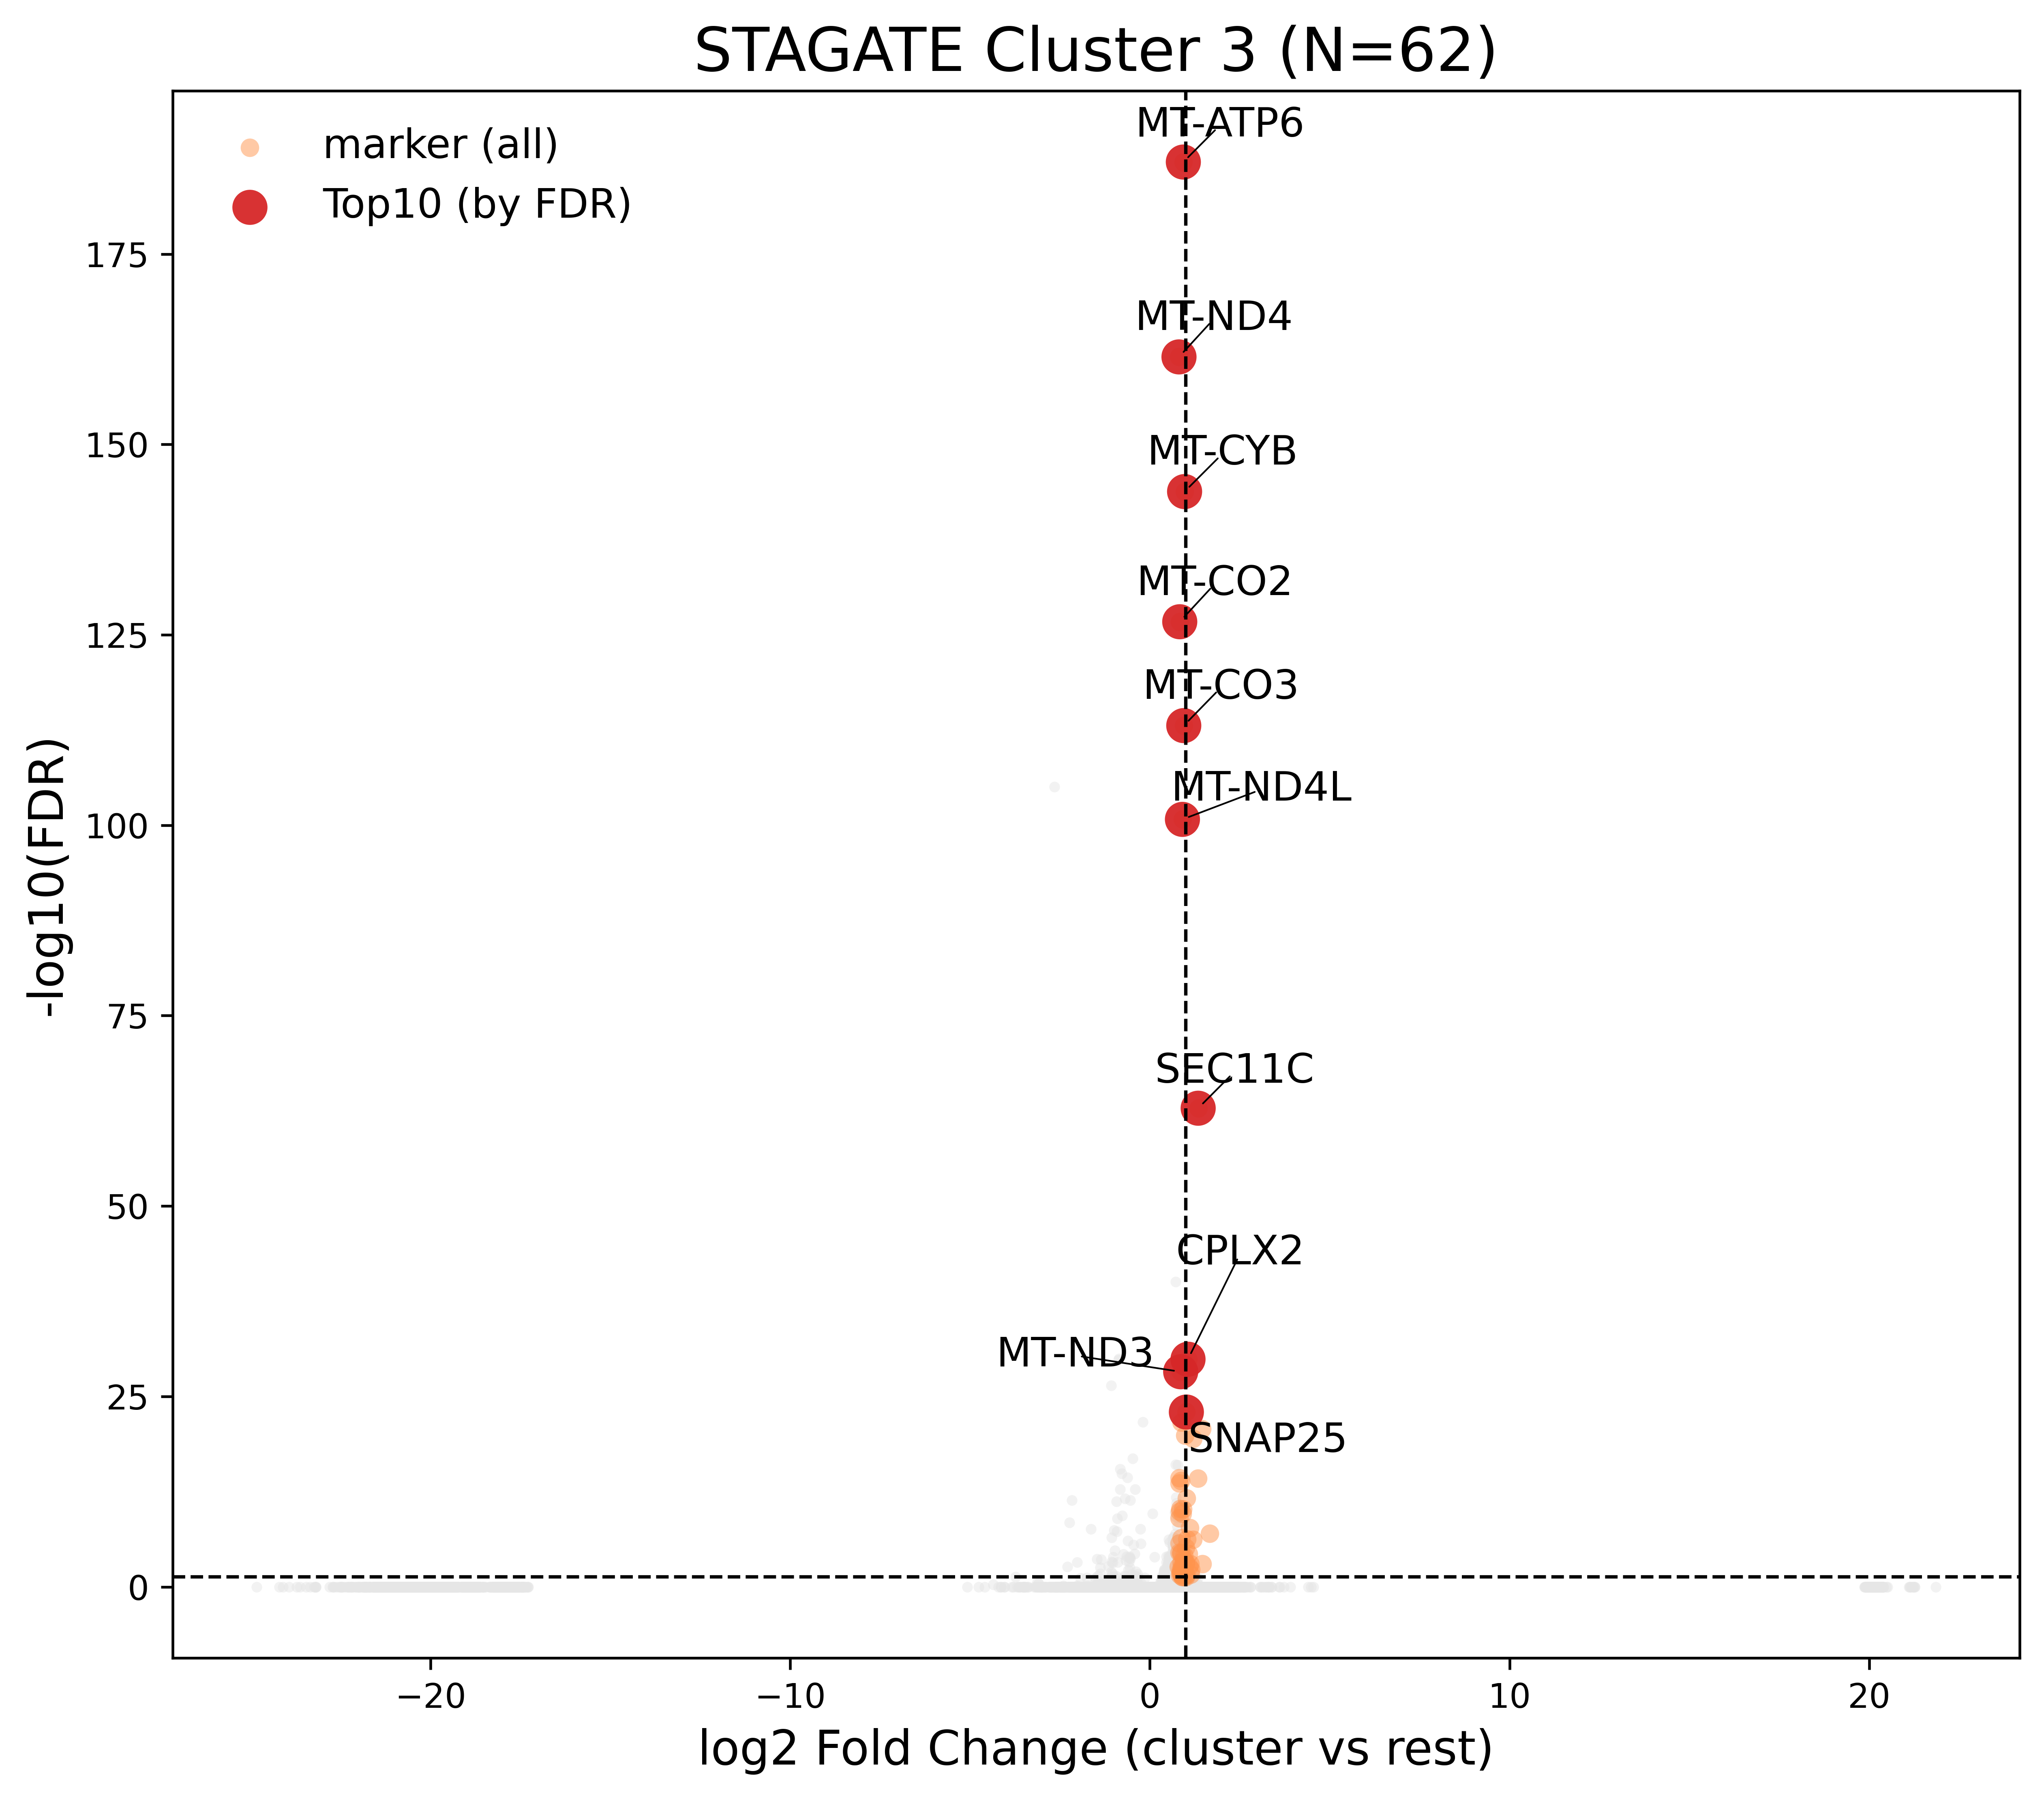 STAGATE Cluster 3 (N=62)
marker (all)
Top10 (by FDR)
MT-ATP6
MT-ND4
MT-CYB
MT-CO2
MT-CO3
MT-ND4L
SEC11C
CPLX2
MT-ND3
SNAP25
-log10(FDR)
175
150
125
100
75
50
25
0
−20
−10
0
10
20
log2 Fold Change (cluster vs rest)